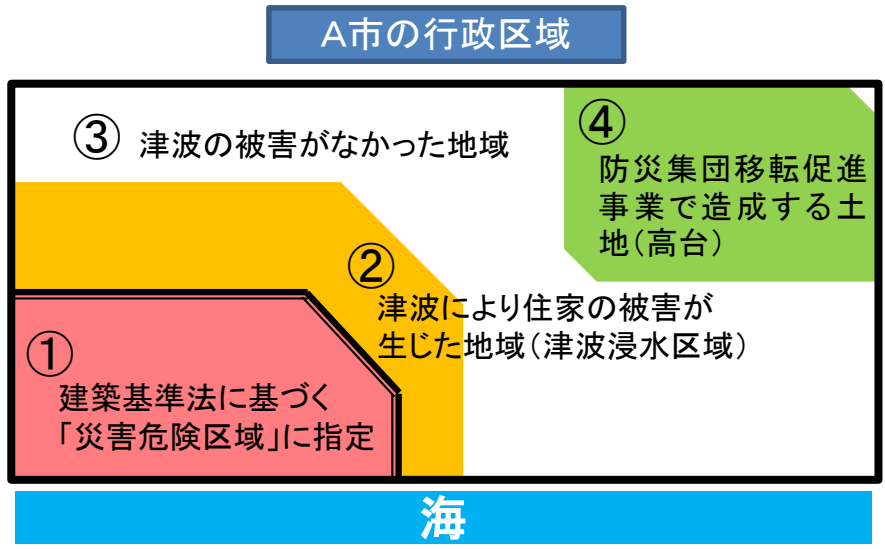 A市の行政区域
③ 津波の被害がなかった地域
④
防災集団移転促進
事業で造成する土
地(高台)
②
津波により住家の被害が
生じた地域(津波浸水区域)
①
建築基準法に基づく
「災害危険区域」に指定
海